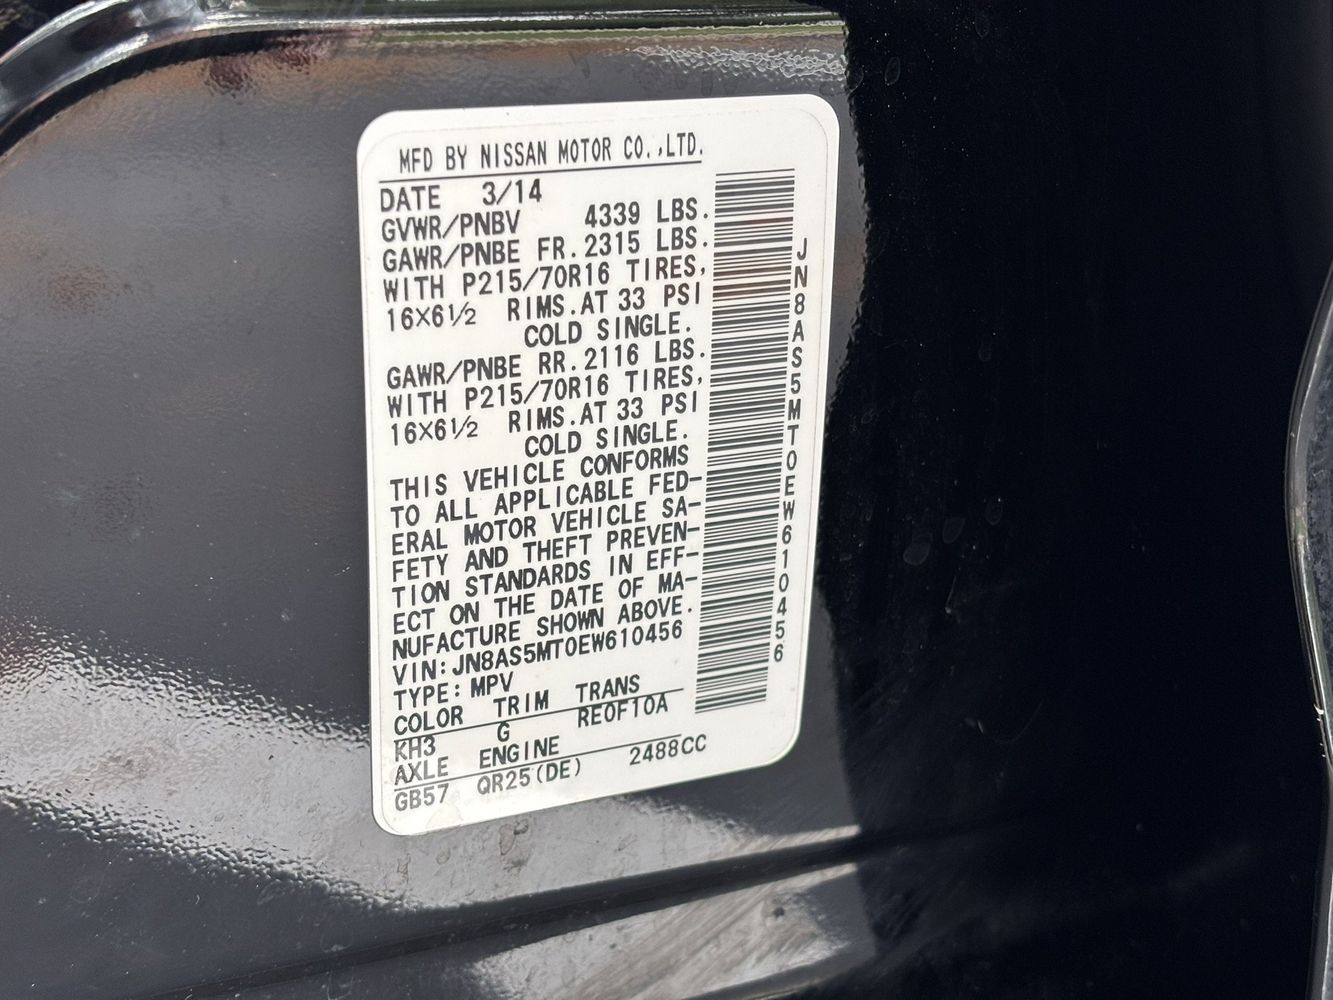 MFD BY NISSAN MOTOR CO.,LTD.
DATE 3/14
GVWR/PNBV 4339 LBS.
GAWR/PNBE FR.2315 LBS.
WITH P215/70R16 TIRES,
16×6½ RIMS.AT 33 PSI
COLD SINGLE.
GAWR/PNBE RR.2116 LBS.
WITH P215/70R16 TIRES,
16×6½ RIMS.AT 33 PSI
COLD SINGLE.
THIS VEHICLE CONFORMS
TO ALL APPLICABLE FED-
ERAL MOTOR VEHICLE SA-
FETY AND THEFT PREVEN-
TION STANDARDS IN EFF-
ECT ON THE DATE OF MA-
NUFACTURE SHOWN ABOVE.
VIN:JN8AS5MT0EW610456
TYPE:MPV
COLOR TRIM TRANS
KH3 G RE0F10A
AXLE ENGINE
GB57 QR25(DE) 2488CC
JN8AS5MT0EW610456